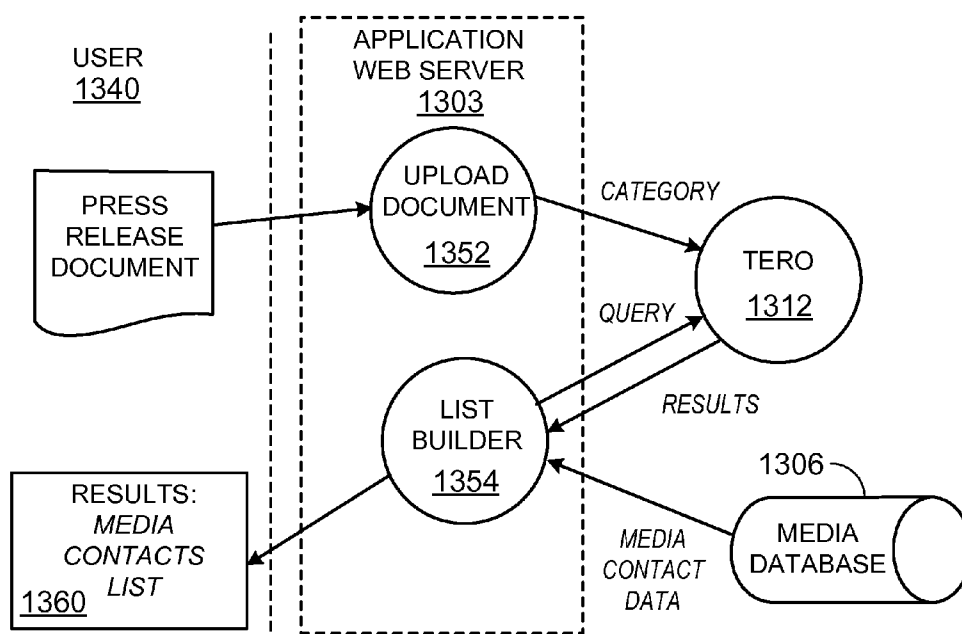 USER
1340
APPLICATION
WEB SERVER
1303
PRESS
RELEASE
DOCUMENT
UPLOAD
DOCUMENT
1352
CATEGORY
TERO
1312
QUERY
RESULTS
LIST
BUILDER
1354
1306
MEDIA
DATABASE
MEDIA
CONTACT
DATA
RESULTS:
MEDIA
CONTACTS
LIST
1360